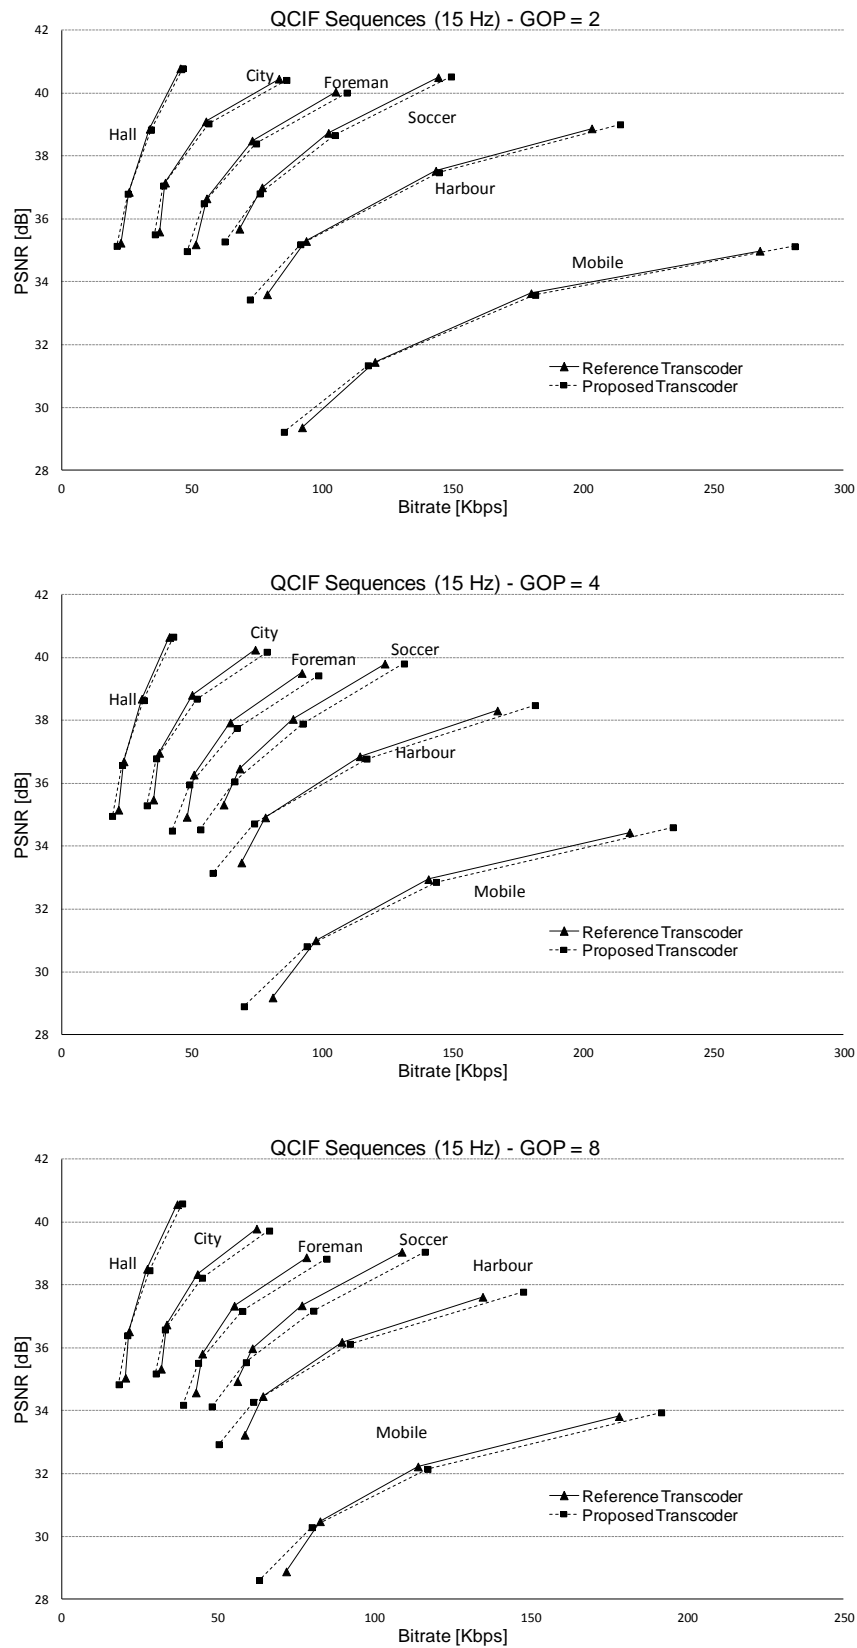 QCIF Sequences (15 Hz) - GOP = 2
42
40
38
36
34
32
30
28
PSNR [dB]
Hall
City
Foreman
Soccer
Harbour
Mobile
Reference Transcoder
Proposed Transcoder
0 50 100 150 200 250 300
Bitrate [Kbps]
QCIF Sequences (15 Hz) - GOP = 4
42
40
38
36
34
32
30
28
PSNR [dB]
Hall
City
Foreman
Soccer
Harbour
Mobile
Reference Transcoder
Proposed Transcoder
0 50 100 150 200 250 300
Bitrate [Kbps]
QCIF Sequences (15 Hz) - GOP = 8
42
40
38
36
34
32
30
28
PSNR [dB]
Hall
City
Foreman
Soccer
Harbour
Mobile
Reference Transcoder
Proposed Transcoder
0 50 100 150 200 250
Bitrate [Kbps]